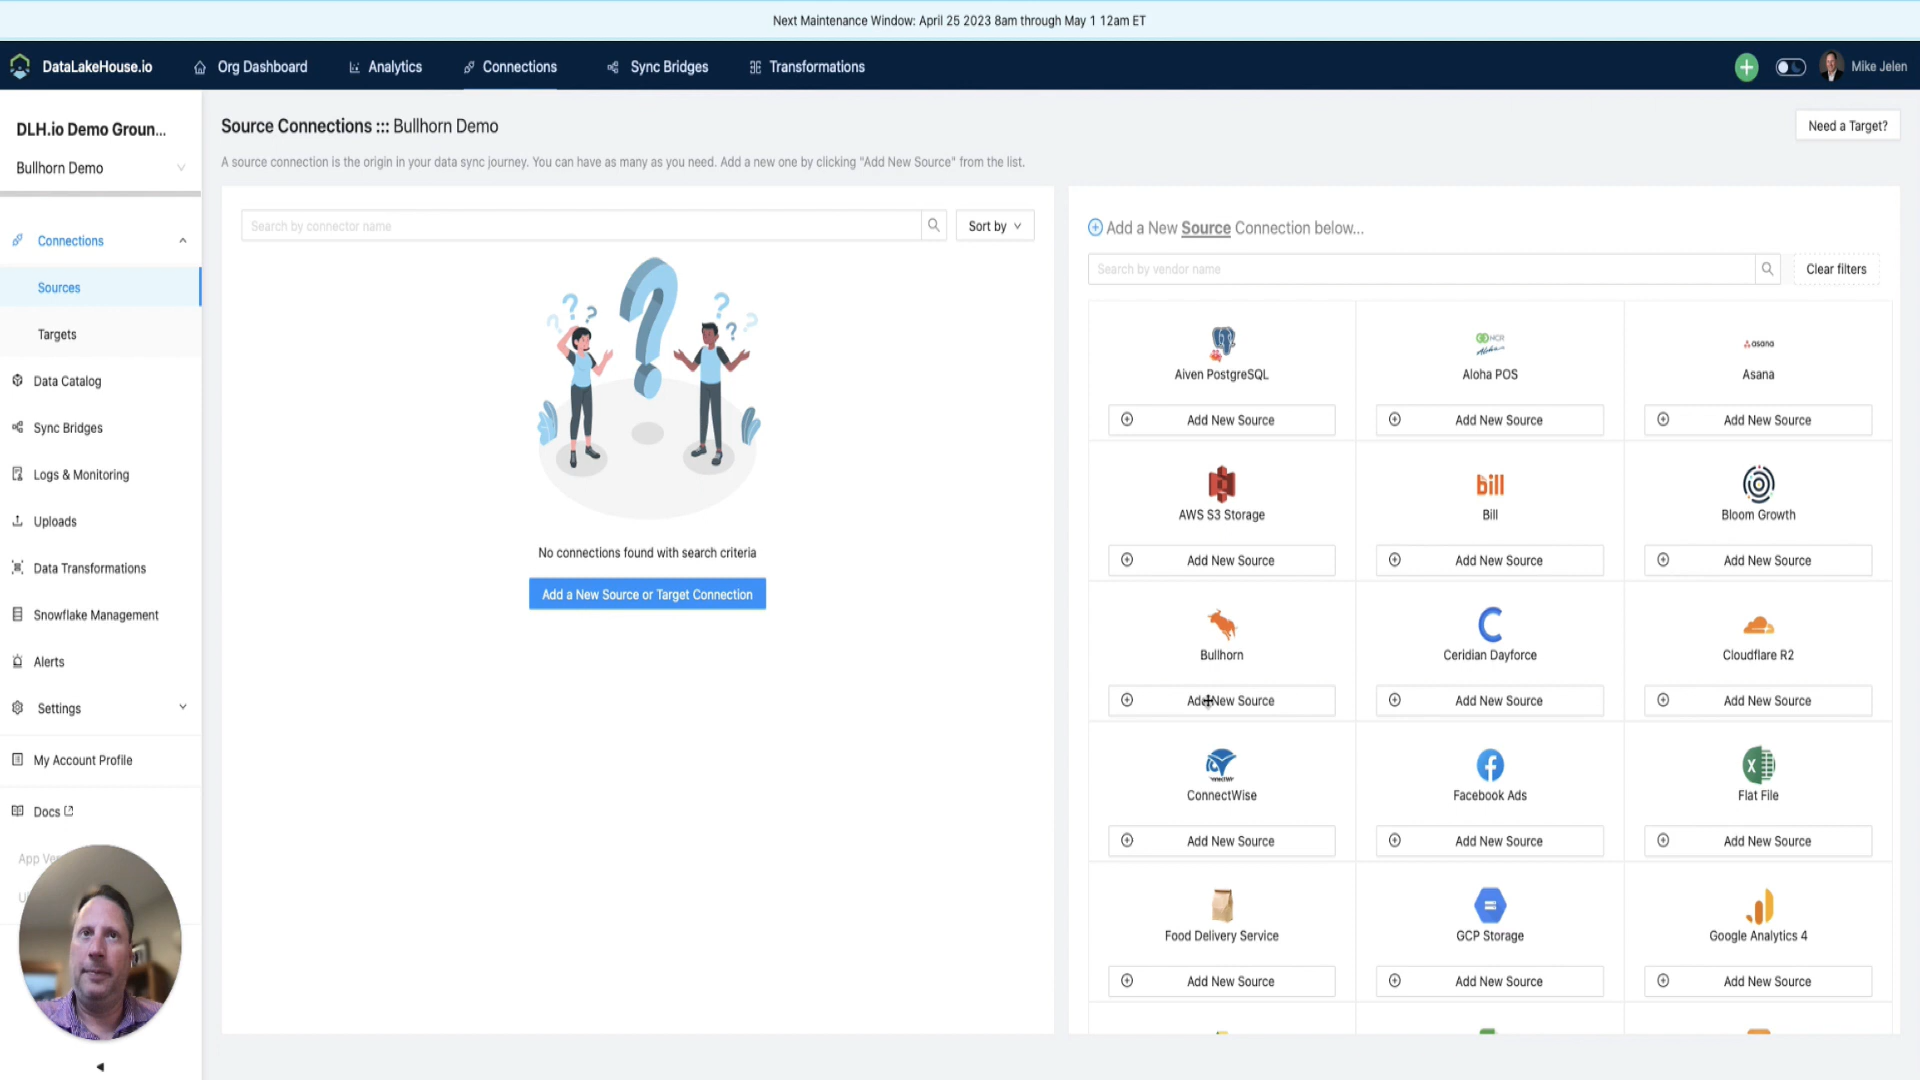 Next Maintenance Window: April 25 2023 8am through May 1 12am ET
DataLakeHouse.io
Org Dashboard
Analytics
Connections
Sync Bridges
Transformations
Mike Jelen
DLH.io Demo Groun...
Bullhorn Demo
Connections
Sources
Targets
Data Catalog
Sync Bridges
Logs & Monitoring
Uploads
Data Transformations
Snowflake Management
Alerts
Settings
My Account Profile
Docs
App
Source Connections ::: Bullhorn Demo
Need a Target?
A source connection is the origin in your data sync journey. You can have as many as you need. Add a new one by clicking "Add New Source" from the list.
Search by connector name
Sort by
No connections found with search criteria
Add a New Source or Target Connection
Add a New Source Connection below...
Search by vendor name
Clear filters
NCR
Aloha
asana
Aiven PostgreSQL
Aloha POS
Asana
Add New Source
Add New Source
Add New Source
bill
AWS S3 Storage
Bill
Bloom Growth
Add New Source
Add New Source
Add New Source
Bullhorn
Ceridian Dayforce
Cloudflare R2
Add New Source
Add New Source
Add New Source
ConnectWise
Facebook Ads
Flat File
Add New Source
Add New Source
Add New Source
Food Delivery Service
GCP Storage
Google Analytics 4
Add New Source
Add New Source
Add New Source